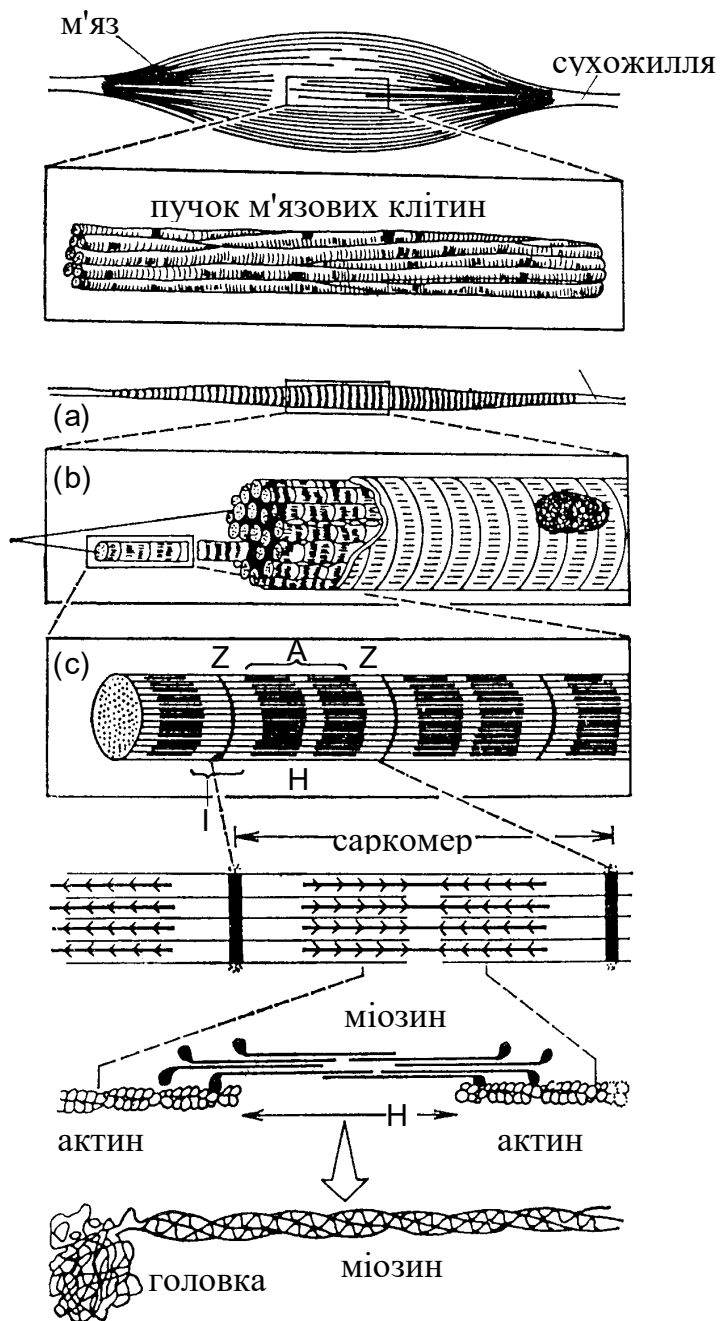 м'яз
сухожилля
пучок м'язових клітин
(a)
(b)
(c)
Z A Z
H
I
саркомер
міозин
H
актин актин
головка міозин